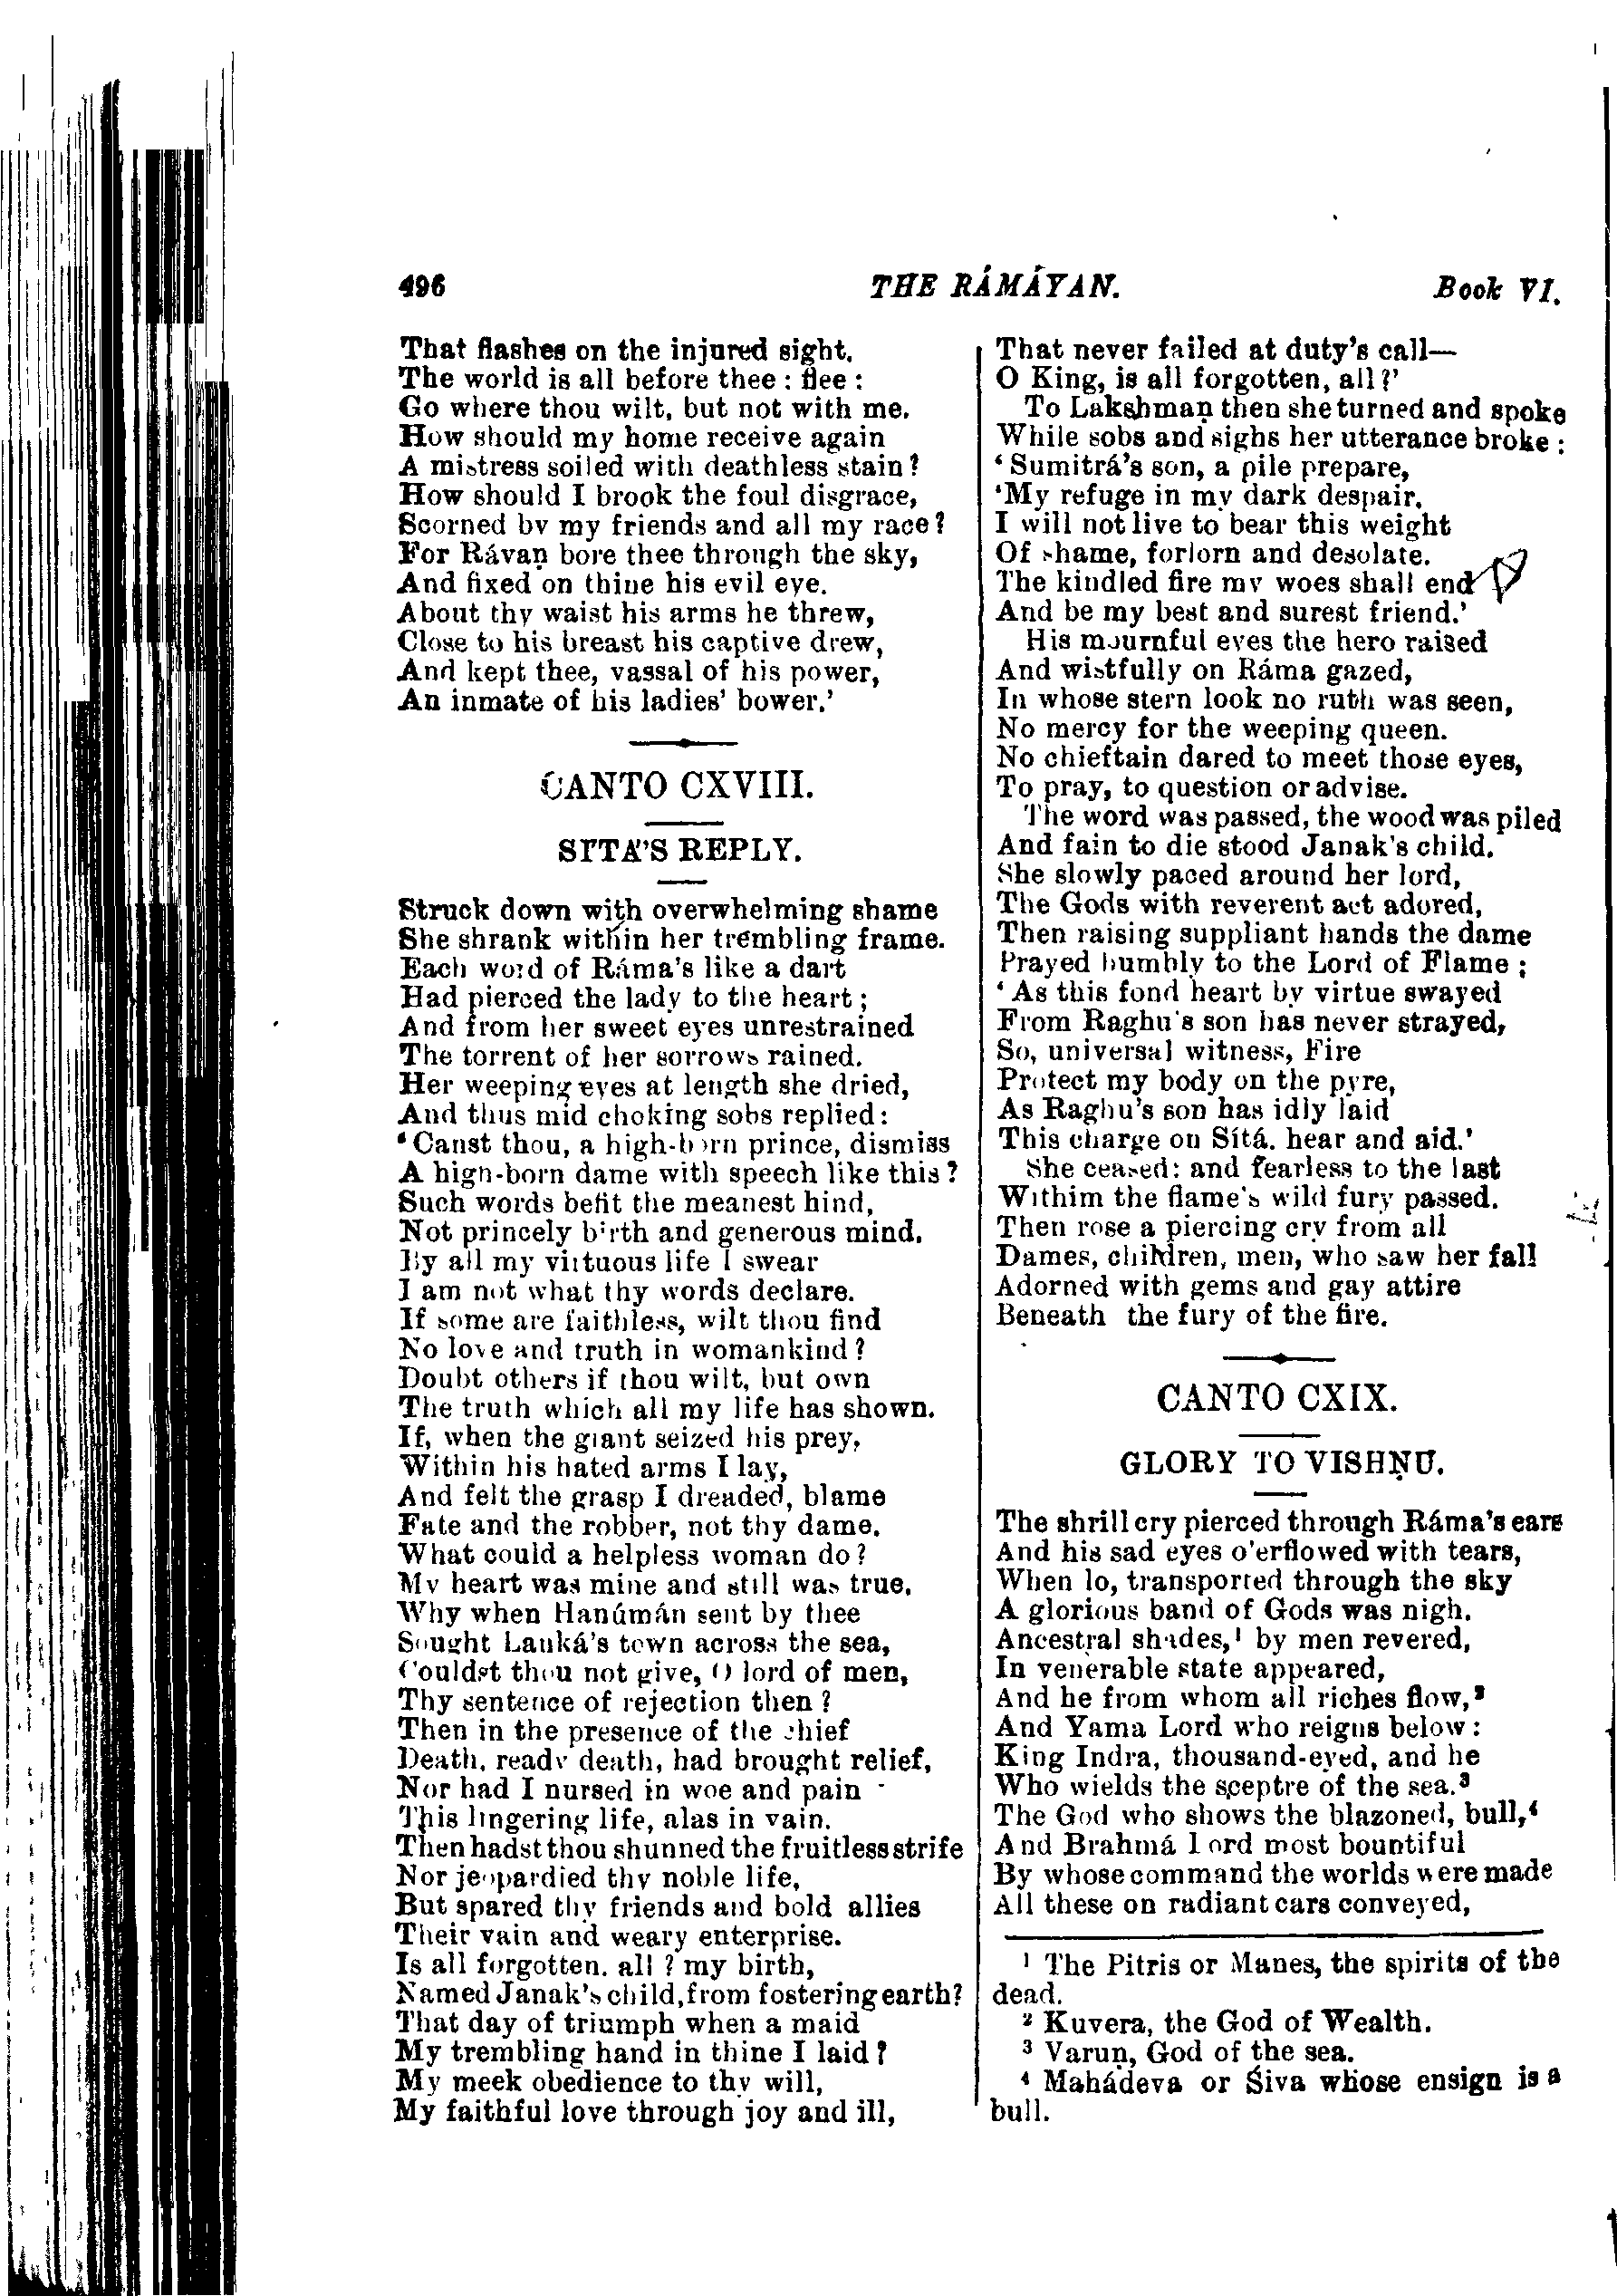 496
THE RÁMÁYAN.
Book VI.
That flashes on the injured sight.
The world is all before thee : flee :
Go where thou wilt, but not with me.
How should my home receive again
A mistress soiled with deathless stain?
How should I brook the foul disgrace,
Scorned by my friends and all my race?
For Rávaṇ bore thee through the sky,
And fixed on thine his evil eye.
About thy waist his arms he threw,
Close to his breast his captive drew,
And kept thee, vassal of his power,
An inmate of his ladies' bower.'
CANTO CXVIII.
SÍTÁ'S REPLY.
Struck down with overwhelming shame
She shrank within her trembling frame.
Each word of Ráma's like a dart
Had pierced the lady to the heart ;
And from her sweet eyes unrestrained
The torrent of her sorrows rained.
Her weeping eyes at length she dried,
And thus mid choking sobs replied:
'Canst thou, a high-born prince, dismiss
A high-born dame with speech like this?
Such words befit the meanest hind,
Not princely birth and generous mind.
By all my virtuous life I swear
I am not what thy words declare.
If some are faithless, wilt thou find
No love and truth in womankind?
Doubt others if thou wilt, but own
The truth which all my life has shown.
If, when the giant seized his prey,
Within his hated arms I lay,
And felt the grasp I dreaded, blame
Fate and the robber, not thy dame.
What could a helpless woman do?
My heart was mine and still was true.
Why when Hanúmán sent by thee
Sought Lanká's town across the sea,
Couldst thou not give, O lord of men,
Thy sentence of rejection then?
Then in the presence of the chief
Death, ready death, had brought relief,
Nor had I nursed in woe and pain
This lingering life, alas in vain.
Then hadst thou shunned the fruitless strife
Nor jeopardied thy noble life,
But spared thy friends and bold allies
Their vain and weary enterprise.
Is all forgotten. all ? my birth,
Named Janak's child, from fostering earth?
That day of triumph when a maid
My trembling hand in thine I laid?
My meek obedience to thy will,
My faithful love through joy and ill,
That never failed at duty's call—
O King, is all forgotten, all?'
To Lakshmaṇ then she turned and spoke
While sobs and sighs her utterance broke :
' Sumitrá's son, a pile prepare,
'My refuge in my dark despair.
I will not live to bear this weight
Of shame, forlorn and desolate.
The kindled fire my woes shall end
And be my best and surest friend.'
His mournful eyes the hero raised
And wistfully on Ráma gazed,
In whose stern look no ruth was seen,
No mercy for the weeping queen.
No chieftain dared to meet those eyes,
To pray, to question or advise.
The word was passed, the wood was piled
And fain to die stood Janak's child.
She slowly paced around her lord,
The Gods with reverent act adored,
Then raising suppliant hands the dame
Prayed humbly to the Lord of Flame ;
' As this fond heart by virtue swayed
From Raghu's son has never strayed,
So, universal witness, Fire
Protect my body on the pyre,
As Raghu's son has idly laid
This charge on Sítá. hear and aid.'
She ceased: and fearless to the last
Withim the flame's wild fury passed.
Then rose a piercing cry from all
Dames, children, men, who saw her fall
Adorned with gems and gay attire
Beneath the fury of the fire.
CANTO CXIX.
GLORY TO VISHṆU.
The shrill cry pierced through Ráma's ears
And his sad eyes o'erflowed with tears,
When lo, transported through the sky
A glorious band of Gods was nigh.
Ancestral shades,¹ by men revered,
In venerable state appeared,
And he from whom all riches flow,²
And Yama Lord who reigns below :
King Indra, thousand-eyed, and he
Who wields the sceptre of the sea.³
The God who shows the blazoned, bull,⁴
And Brahmá lord most bountiful
By whose command the worlds were made
All these on radiant cars conveyed,
¹ The Pitris or Manes, the spirits of the
dead.
² Kuvera, the God of Wealth.
³ Varuṇ, God of the sea.
⁴ Mahádeva or Śiva whose ensign is a
bull.